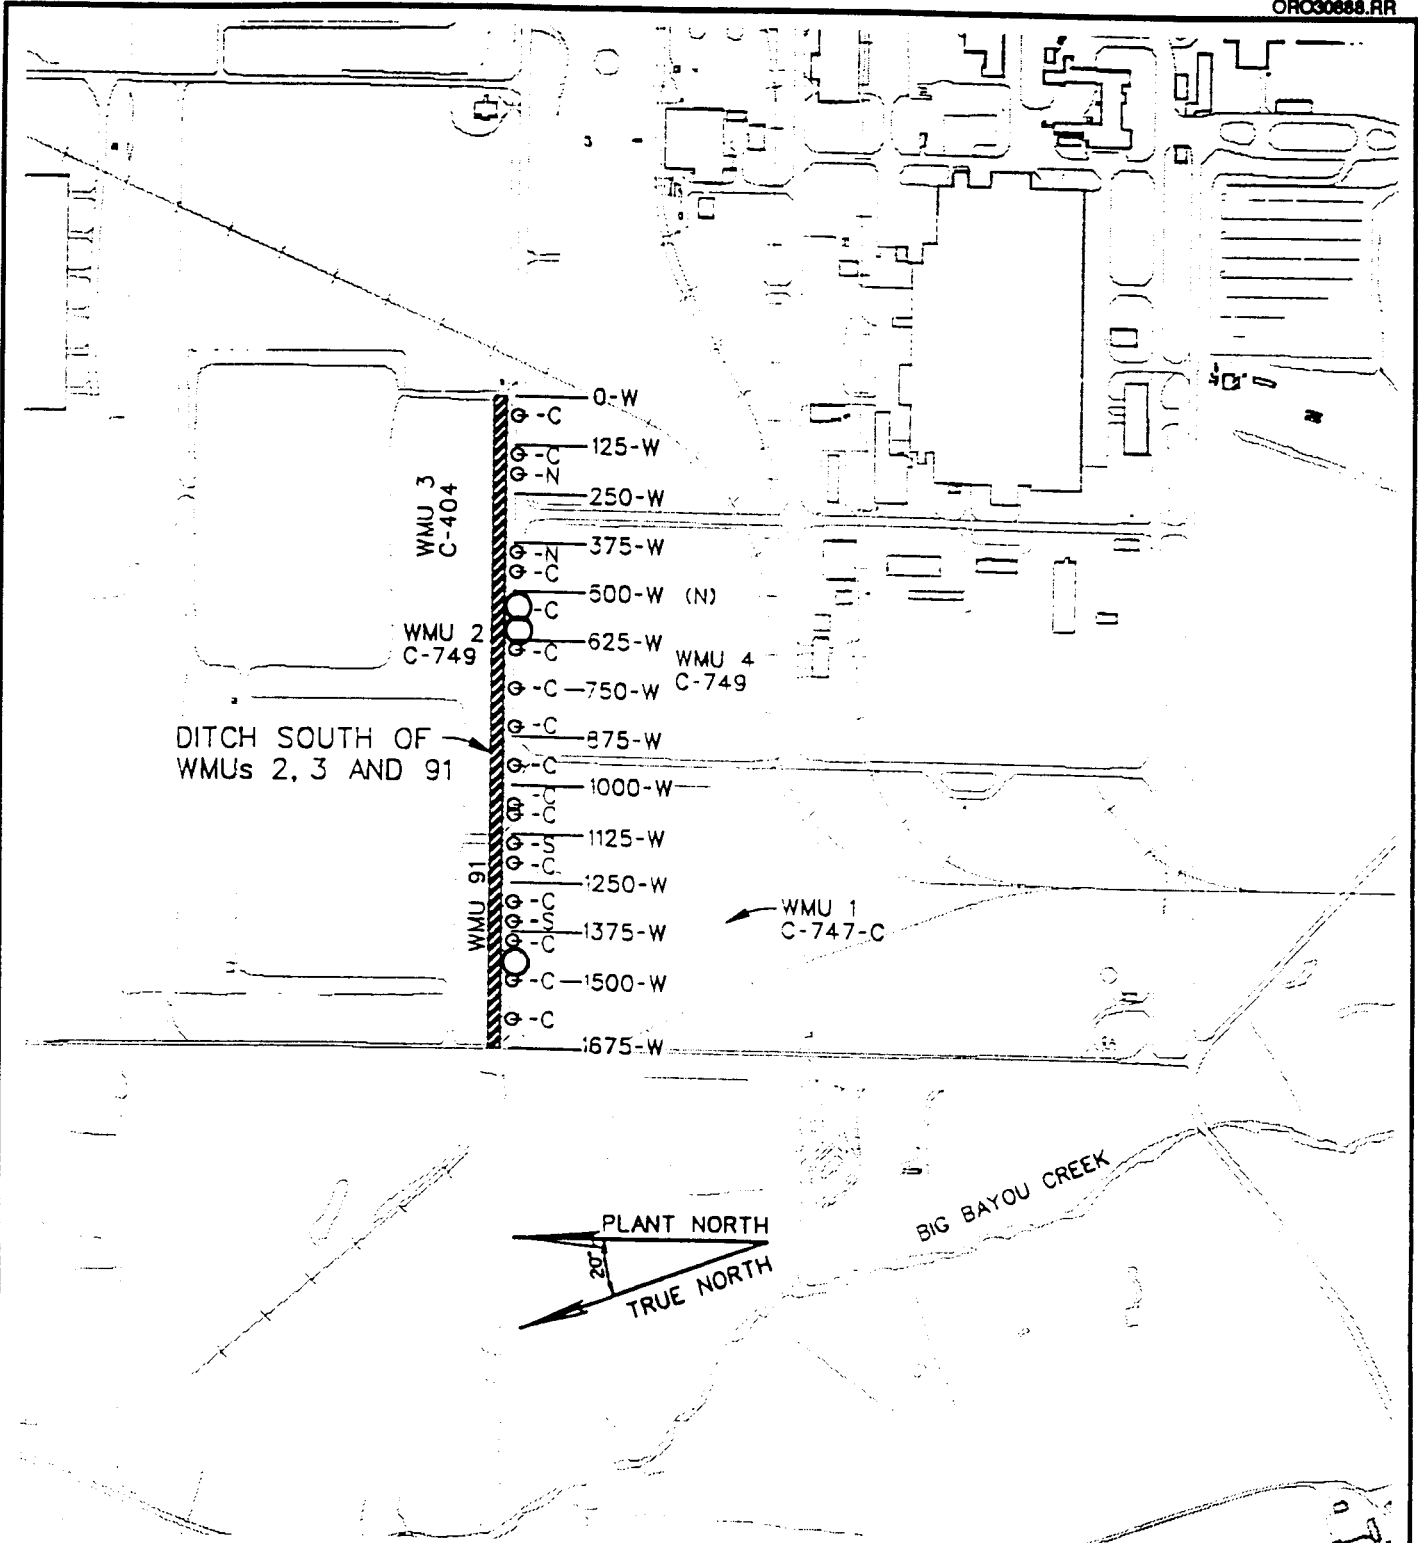 ORO30888.RR
0-W
-C
125-W
-C
-N
250-W
WMU 3
C-404
375-W
-N
-C
500-W (N)
-C
WMU 2
C-749
625-W
-C
WMU 4
C-749
-C
750-W
-C
875-W
DITCH SOUTH OF
WMUs 2, 3 AND 91
-C
1000-W
-C
-C
1125-W
-S
-C
1250-W
WMU 91
-C
-S
1375-W
-C
WMU 1
C-747-C
-C
1500-W
-C
1675-W
BIG BAYOU CREEK
PLANT NORTH
20°
TRUE NORTH